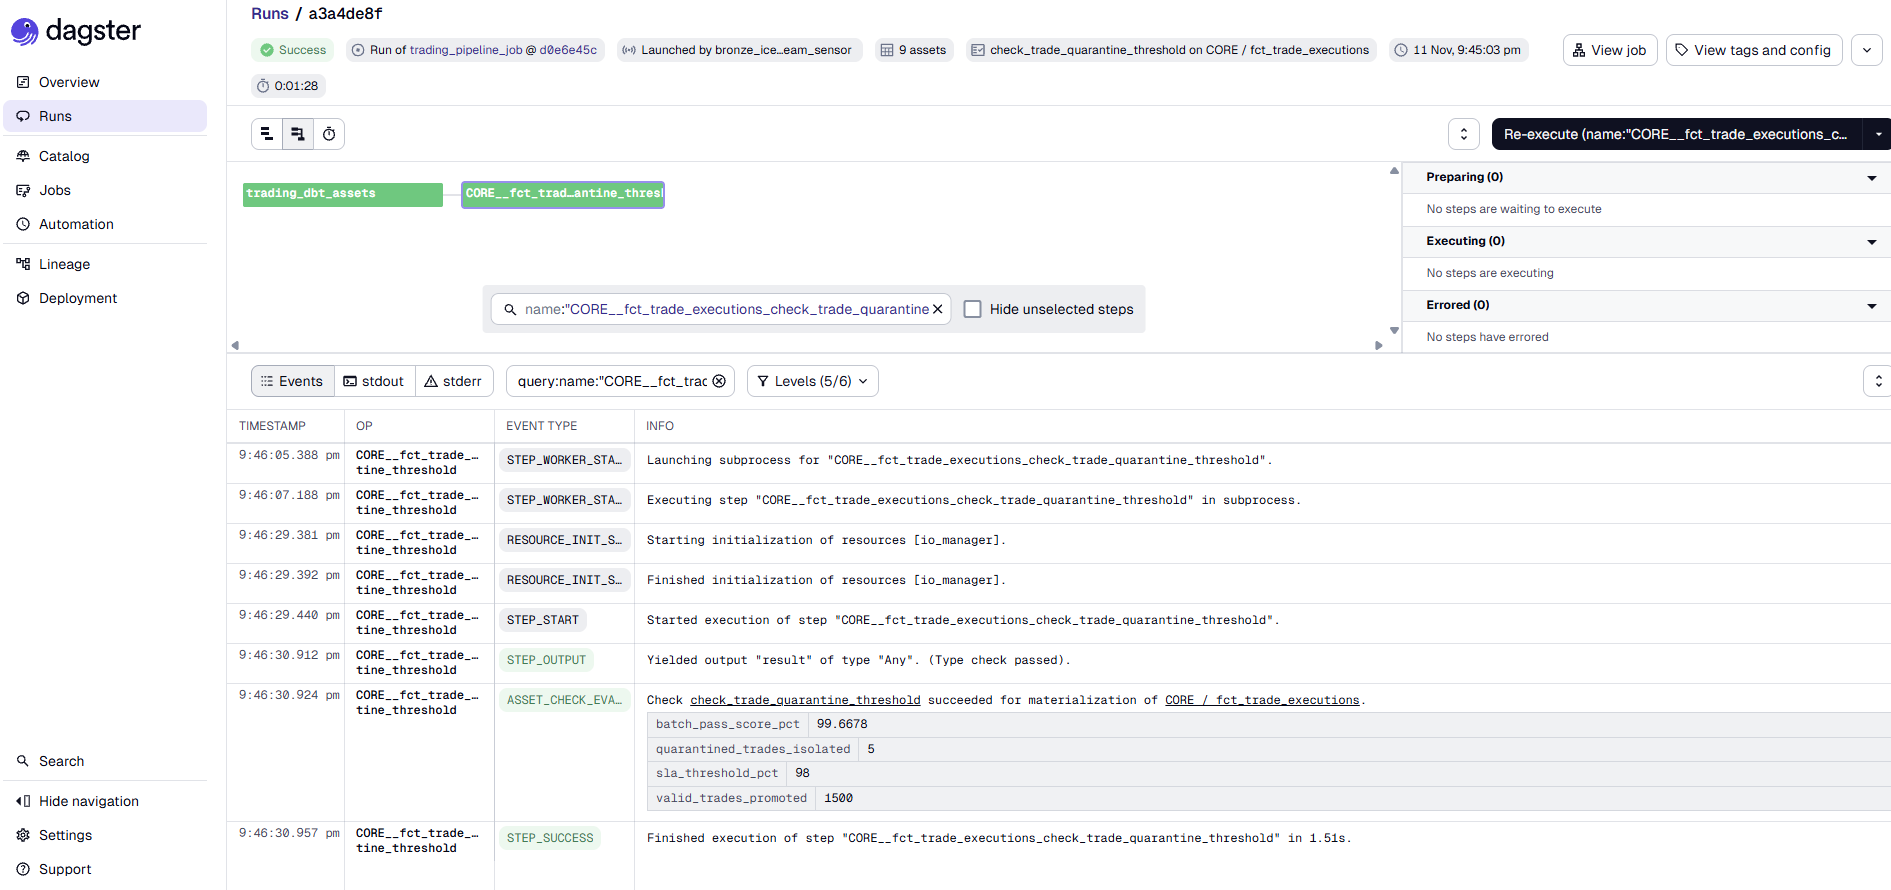 dagster
Overview
Runs
Catalog
Jobs
Automation
Lineage
Deployment
Search
Hide navigation
Settings
Support
Runs / a3a4de8f
Success
Run of trading_pipeline_job @ d0e6e45c
Launched by bronze_ice…eam_sensor
9 assets
check_trade_quarantine_threshold on CORE / fct_trade_executions
11 Nov, 9:45:03 pm
0:01:28
View job
View tags and config
Re-execute (name:"CORE__fct_trade_executions_c…
trading_dbt_assets
CORE__fct_trad…antine_thresh
name:"CORE__fct_trade_executions_check_trade_quarantine
Hide unselected steps
Preparing (0)
No steps are waiting to execute
Executing (0)
No steps are executing
Errored (0)
No steps have errored
Events
stdout
stderr
query:name:"CORE__fct_trac
Levels (5/6)
TIMESTAMP OP EVENT TYPE INFO
9:46:05.388 pm CORE__fct_trade_… STEP_WORKER_STA… Launching subprocess for "CORE__fct_trade_executions_check_trade_quarantine_threshold".
tine_threshold
9:46:07.188 pm CORE__fct_trade_… STEP_WORKER_STA… Executing step "CORE__fct_trade_executions_check_trade_quarantine_threshold" in subprocess.
tine_threshold
9:46:29.381 pm CORE__fct_trade_… RESOURCE_INIT_S… Starting initialization of resources [io_manager].
tine_threshold
9:46:29.392 pm CORE__fct_trade_… RESOURCE_INIT_S… Finished initialization of resources [io_manager].
tine_threshold
9:46:29.440 pm CORE__fct_trade_… STEP_START Started execution of step "CORE__fct_trade_executions_check_trade_quarantine_threshold".
tine_threshold
9:46:30.912 pm CORE__fct_trade_… STEP_OUTPUT Yielded output "result" of type "Any". (Type check passed).
tine_threshold
9:46:30.924 pm CORE__fct_trade_… ASSET_CHECK_EVA… Check check_trade_quarantine_threshold succeeded for materialization of CORE / fct_trade_executions.
tine_threshold
batch_pass_score_pct 99.6678
quarantined_trades_isolated 5
sla_threshold_pct 98
valid_trades_promoted 1500
9:46:30.957 pm CORE__fct_trade_… STEP_SUCCESS Finished execution of step "CORE__fct_trade_executions_check_trade_quarantine_threshold" in 1.51s.
tine_threshold